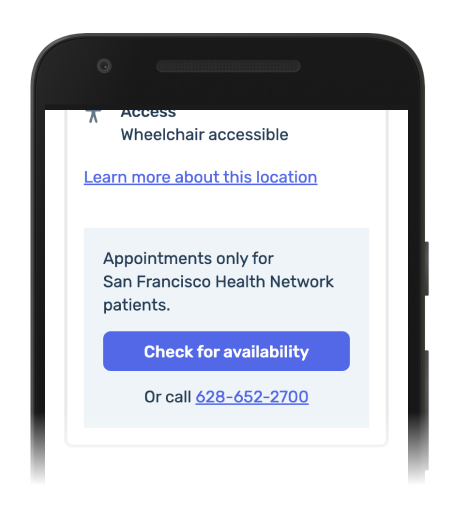 Access
Wheelchair accessible
Learn more about this location
Appointments only for
San Francisco Health Network
patients.
Check for availability
Or call 628-652-2700